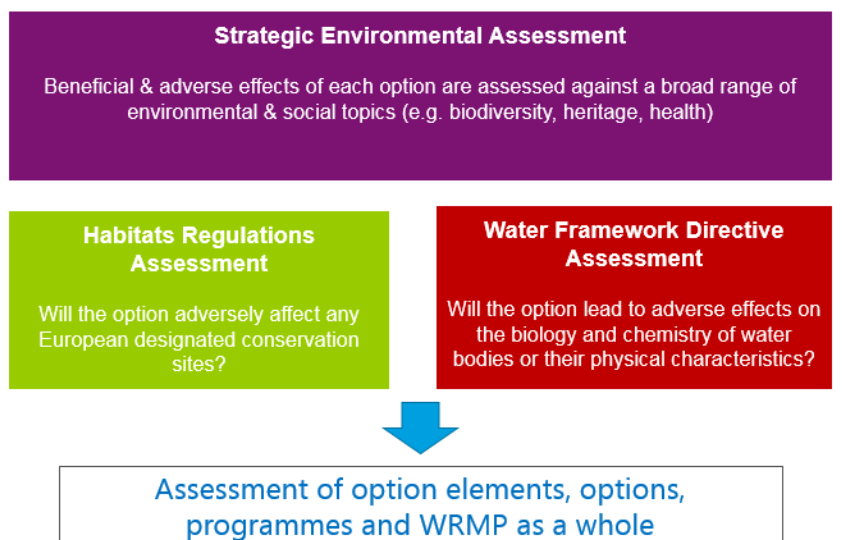 Strategic Environmental Assessment
Beneficial & adverse effects of each option are assessed against a broad range of
environmental & social topics (e.g. biodiversity, heritage, health)
Habitats Regulations
Assessment
Will the option adversely affect any
European designated conservation
sites?
Water Framework Directive
Assessment
Will the option lead to adverse effects on
the biology and chemistry of water
bodies or their physical characteristics?
Assessment of option elements, options,
programmes and WRMP as a whole